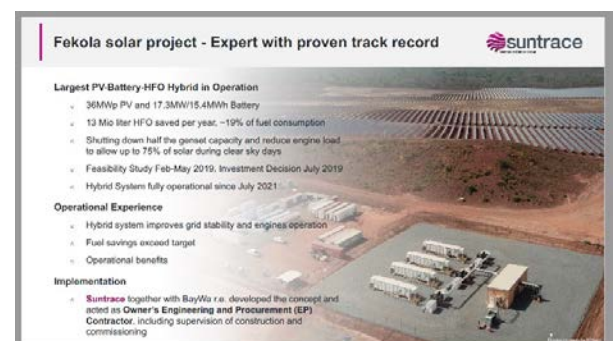 Fekola solar project - Expert with proven track record
suntrace
Largest PV-Battery-HFO Hybrid in Operation
36MWp PV and 17.3MW/15.4MWh Battery
13 Mio liter HFO saved per year, ~19% of fuel consumption
Shutting down half the genset capacity and reduce engine load
to allow up to 75% of solar during clear sky days
Feasibility Study Feb-May 2019, Investment Decision July 2019
Hybrid System fully operational since July 2021
Operational Experience
Hybrid system improves grid stability and engines operation
Fuel savings exceed target
Operational benefits
Implementation
Suntrace together with BayWa r.e. developed the concept and
acted as Owner's Engineering and Procurement (EP)
Contractor, including supervision of construction and
commissioning